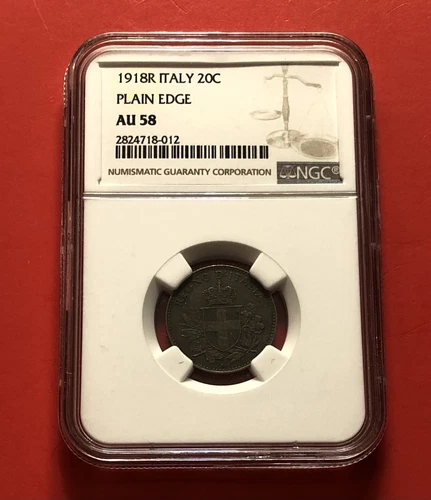 1918R ITALY 20C
PLAIN EDGE
AU 58
2824718-012
NUMISMATIC GUARANTY CORPORATION
NGC